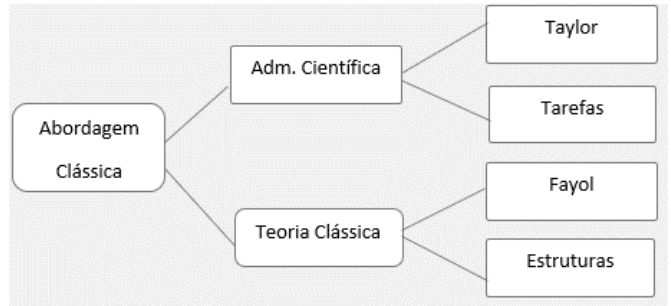 Abordagem
Clássica
Adm. Científica
Taylor
Tarefas
Teoria Clássica
Fayol
Estruturas